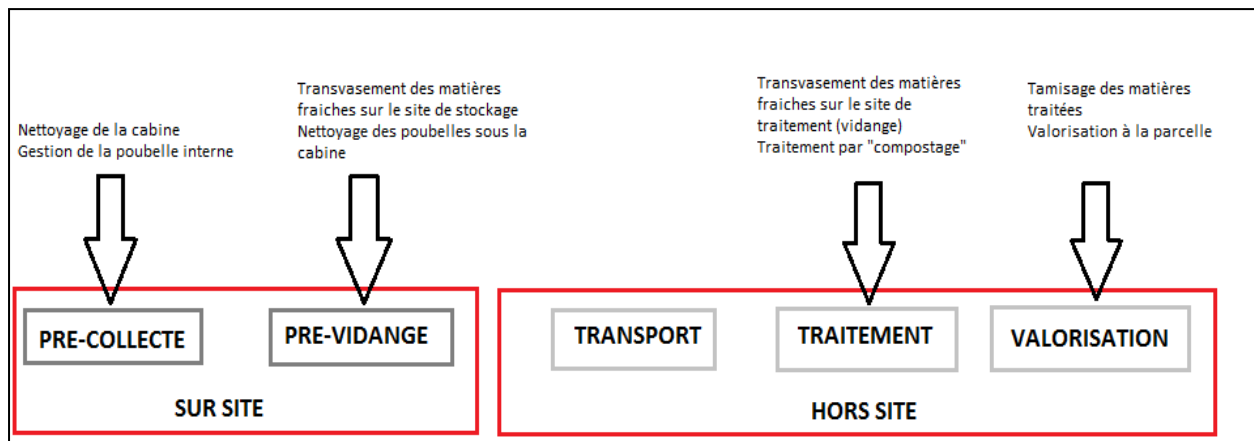 Nettoyage de la cabine
Gestion de la poubelle interne
Transvasement des matières
fraiches sur le site de stockage
Nettoyage des poubelles sous la
cabine
Transvasement des matières
fraiches sur le site de
traitement (vidange)
Traitement par "compostage"
Tamisage des matières
traitées
Valorisation à la parcelle
PRE-COLLECTE
PRE-VIDANGE
TRANSPORT
TRAITEMENT
VALORISATION
SUR SITE
HORS SITE